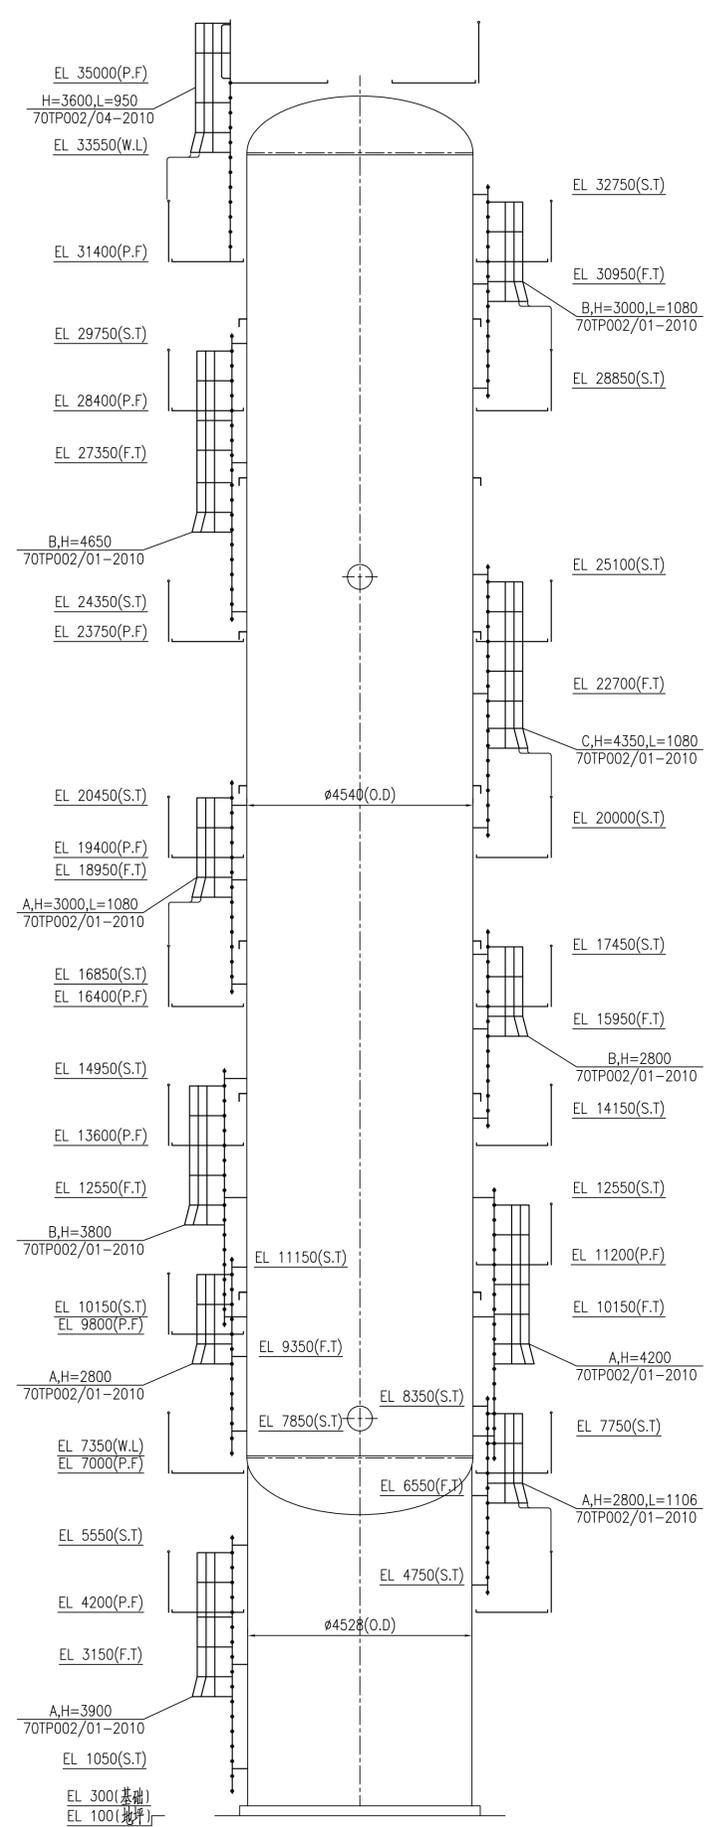 EL 35000(P.F)
H=3600,L=950
70TP002/04-2010
EL 33550(W.L)
EL 32750(S.T)
EL 31400(P.F)
EL 30950(F.T)
B,H=3000,L=1080
70TP002/01-2010
EL 29750(S.T)
EL 28850(S.T)
EL 28400(P.F)
EL 27350(F.T)
B,H=4650
70TP002/01-2010
EL 25100(S.T)
EL 24350(S.T)
EL 23750(P.F)
EL 22700(F.T)
C,H=4350,L=1080
70TP002/01-2010
EL 20450(S.T)
ø4540(O.D)
EL 20000(S.T)
EL 19400(P.F)
EL 18950(F.T)
A,H=3000,L=1080
70TP002/01-2010
EL 17450(S.T)
EL 16850(S.T)
EL 16400(P.F)
EL 15950(F.T)
B,H=2800
70TP002/01-2010
EL 14950(S.T)
EL 14150(S.T)
EL 13600(P.F)
EL 12550(F.T)
EL 12550(S.T)
B,H=3800
70TP002/01-2010
EL 11150(S.T)
EL 11200(P.F)
EL 10150(S.T)
EL 10150(F.T)
EL 9800(P.F)
EL 9350(F.T)
A,H=4200
70TP002/01-2010
A,H=2800
70TP002/01-2010
EL 8350(S.T)
EL 7850(S.T)
EL 7750(S.T)
EL 7350(W.L)
EL 7000(P.F)
EL 6550(F.T)
A,H=2800,L=1106
70TP002/01-2010
EL 5550(S.T)
EL 4750(S.T)
EL 4200(P.F)
ø4528(O.D)
EL 3150(F.T)
A,H=3900
70TP002/01-2010
EL 1050(S.T)
EL 300(基础)
EL 100(地坪)